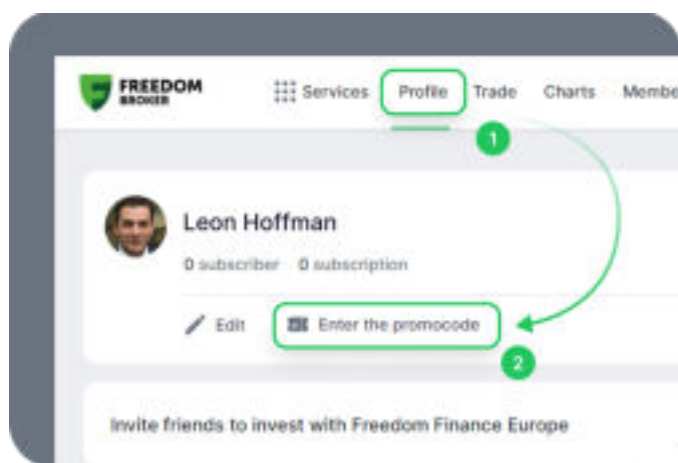 FREEDOM
BROKER
Services Profile Trade Charts Membe
1
Leon Hoffman
0 subscriber 0 subscription
Edit Enter the promocode
2
Invite friends to invest with Freedom Finance Europe